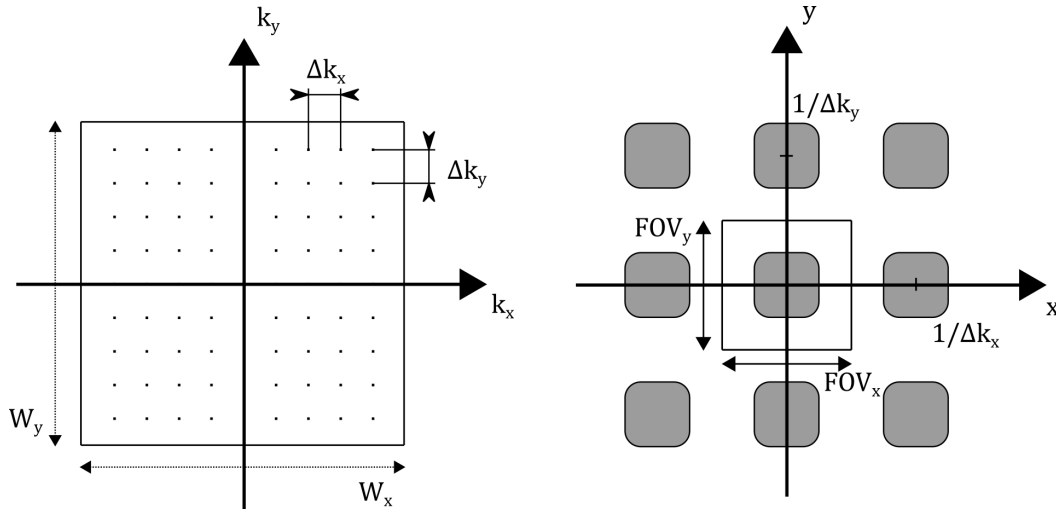 k_y
Δk_x
Δk_y
k_x
W_y
W_x
y
1/Δk_y
FOV_y
x
1/Δk_x
FOV_x